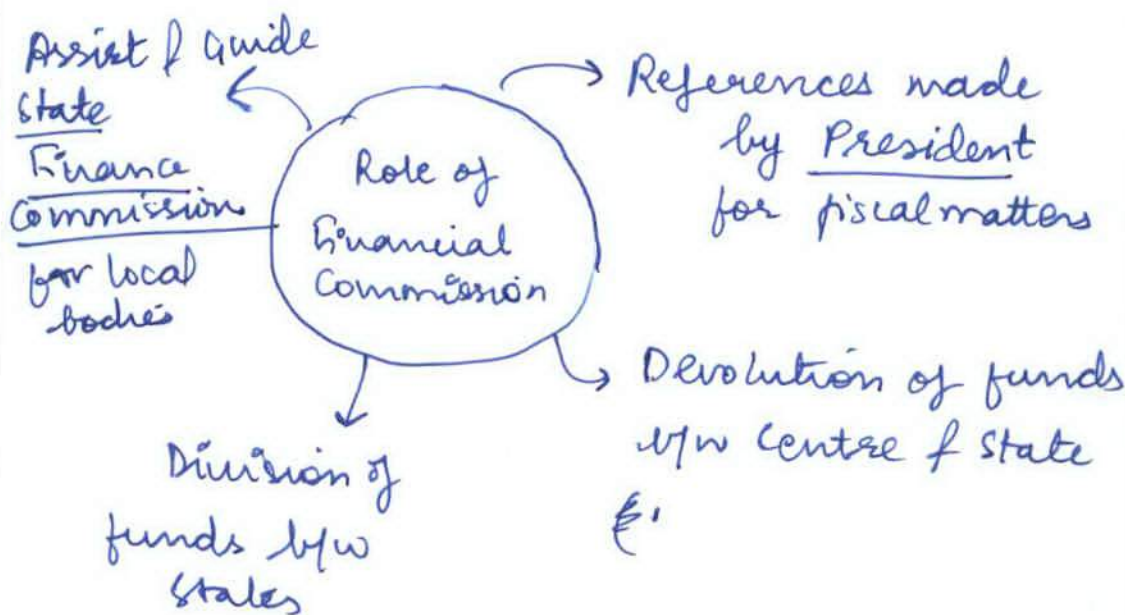 Assist & Guide
State
Finance
Commission
for local
bodies
Role of
Financial
Commission
References made
by President
for fiscal matters
Devolution of funds
b/w Centre & State
Division of
funds b/w
States